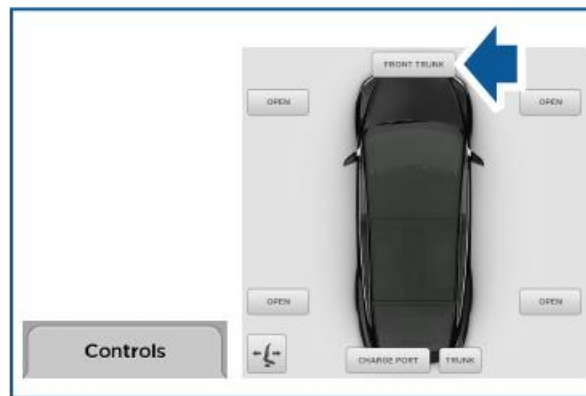 FRONT TRUNK
OPEN
OPEN
OPEN
OPEN
Controls
CHARGE PORT
TRUNK